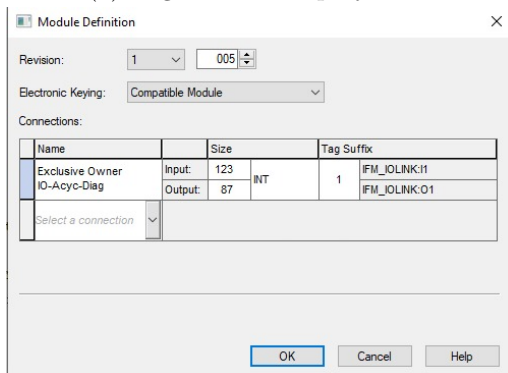 Module Definition
Revision: 1 005
Electronic Keying: Compatible Module
Connections:
Name Size Tag Suffix
Exclusive Owner
IO-Acyc-Diag
Input: 123 INT 1 IFM_IOLINK:I1
Output: 87 IFM_IOLINK:O1
Select a connection
OK Cancel Help